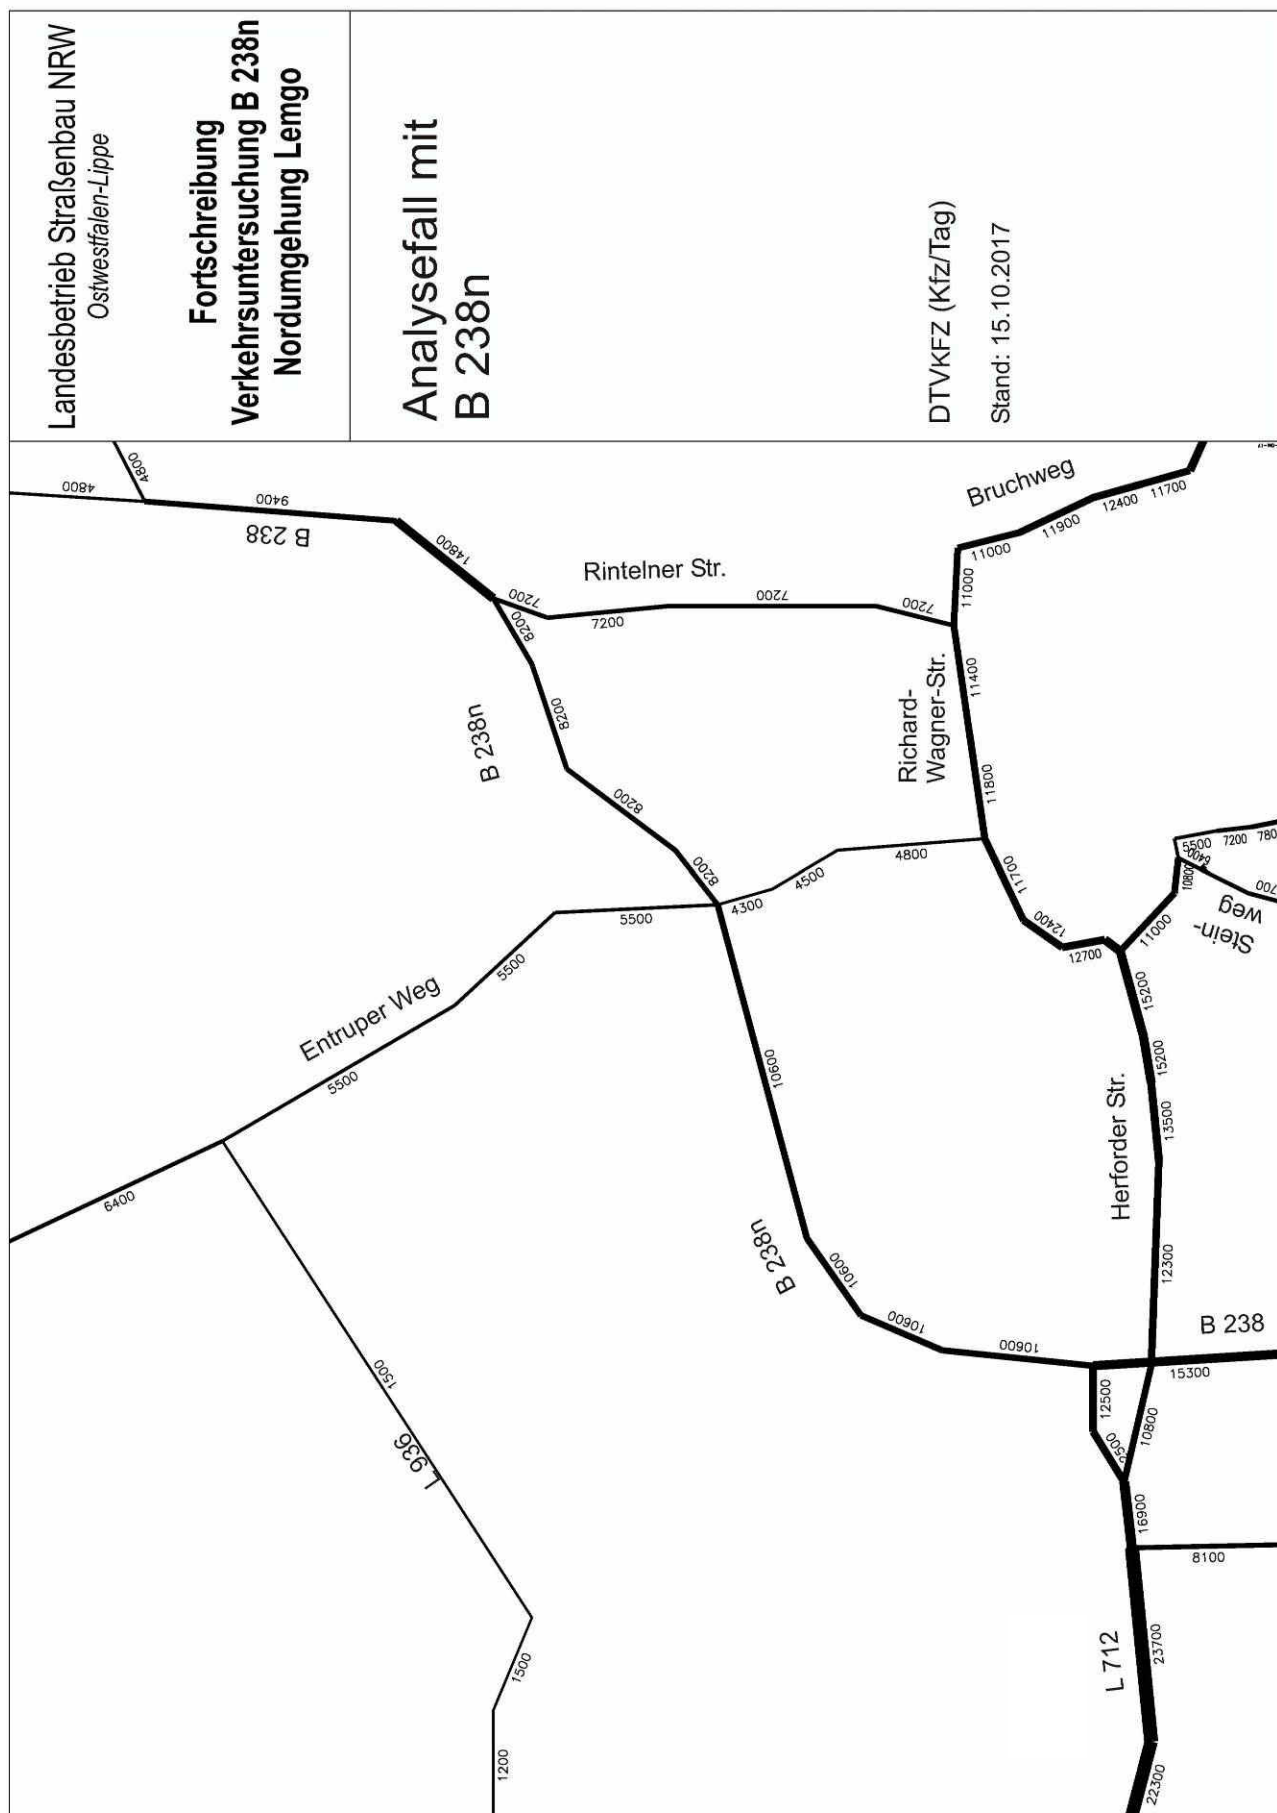 Landesbetrieb Straßenbau NRW
Ostwestfalen-Lippe
Fortschreibung
Verkehrsuntersuchung B 238n
Nordumgehung Lemgo
Analysefall mit
B 238n
DTVKFZ (Kfz/Tag)
Stand: 15.10.2017
4800
4800
9400
B 238
14800
7200
8200
7200
Rintelner Str.
7200
7200
8200
B 238n
8200
8200
11000
11000
Bruchweg
11900
12400
11700
Richard-
Wagner-Str.
11400
11800
4800
4500
4300
5500
5500
Entruper Weg
5500
6400
11700
12400
12700
11000
10800
5500
7200
Stein-
weg
15200
15200
13500
Herforder Str.
12300
10600
B 238n
10600
10600
10600
B 238
15300
12500
10800
16900
8100
L 712
23700
22300
1500
L 936
1500
1200